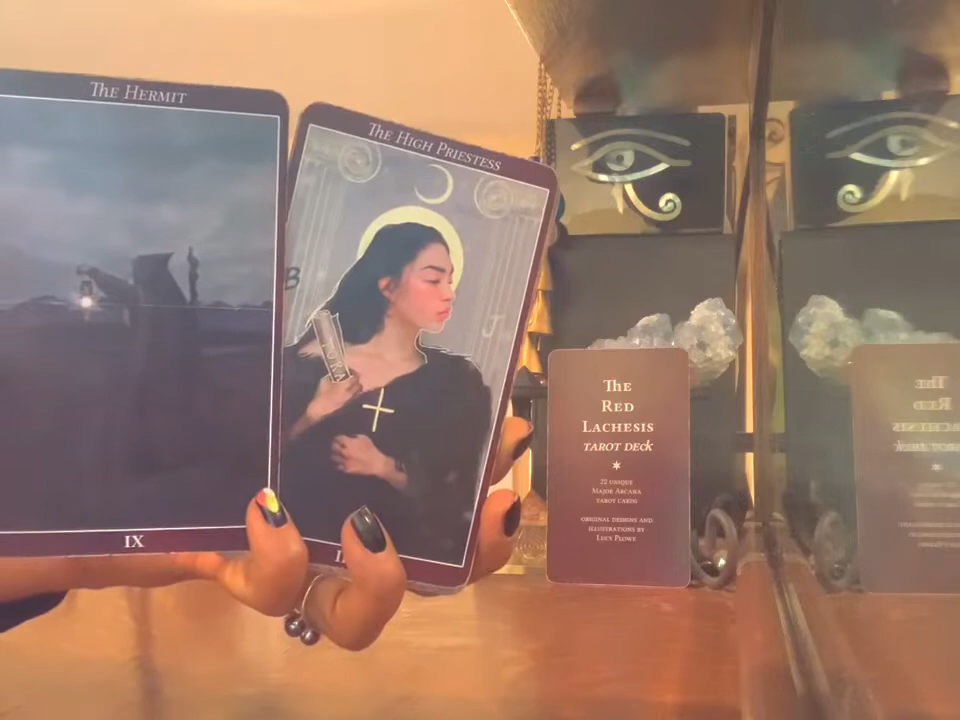 The Hermit
IX
The High Priestess
B
J
TORA
The
Red
Lachesis
TAROT DECK
22 UNIQUE
MAJOR ARCANA
TAROT CARDS
ORIGINAL DESIGNS AND
ILLUSTRATIONS BY
LUCY PLOWE